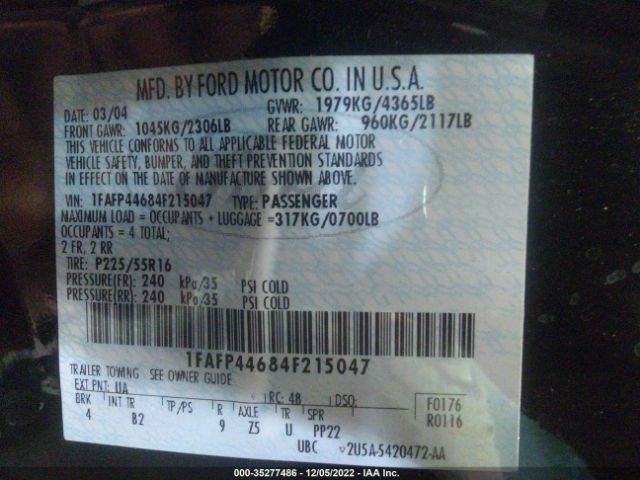 MFD. BY FORD MOTOR CO. IN U.S.A.
DATE: 03/04 GVWR: 1979KG/4365LB
FRONT GAWR: 1045KG/2306LB REAR GAWR: 960KG/2117LB
THIS VEHICLE CONFORMS TO ALL APPLICABLE FEDERAL MOTOR
VEHICLE SAFETY, BUMPER, AND THEFT PREVENTION STANDARDS
IN EFFECT ON THE DATE OF MANUFACTURE SHOWN ABOVE.
VIN: 1FAFP44684F215047 TYPE: PASSENGER
MAXIMUM LOAD = OCCUPANTS + LUGGAGE =317KG/0700LB
OCCUPANTS = 4 TOTAL;
2 FR, 2 RR
TIRE: P225/55R16
PRESSURE(FR): 240 kPa/35 PSI COLD
PRESSURE(RR): 240 kPa/35 PSI COLD
1FAFP44684F215047
TRAILER TOWING - SEE OWNER GUIDE
EXT PNT: UA RC: 48 DSO: F0176
BRK INT TR TP/PS R AXLE TR SPR R0116
4 B2 9 Z5 U PP22
UBC ▽2U5A-5420472-AA
000-35277486 - 12/05/2022 - IAA Inc.